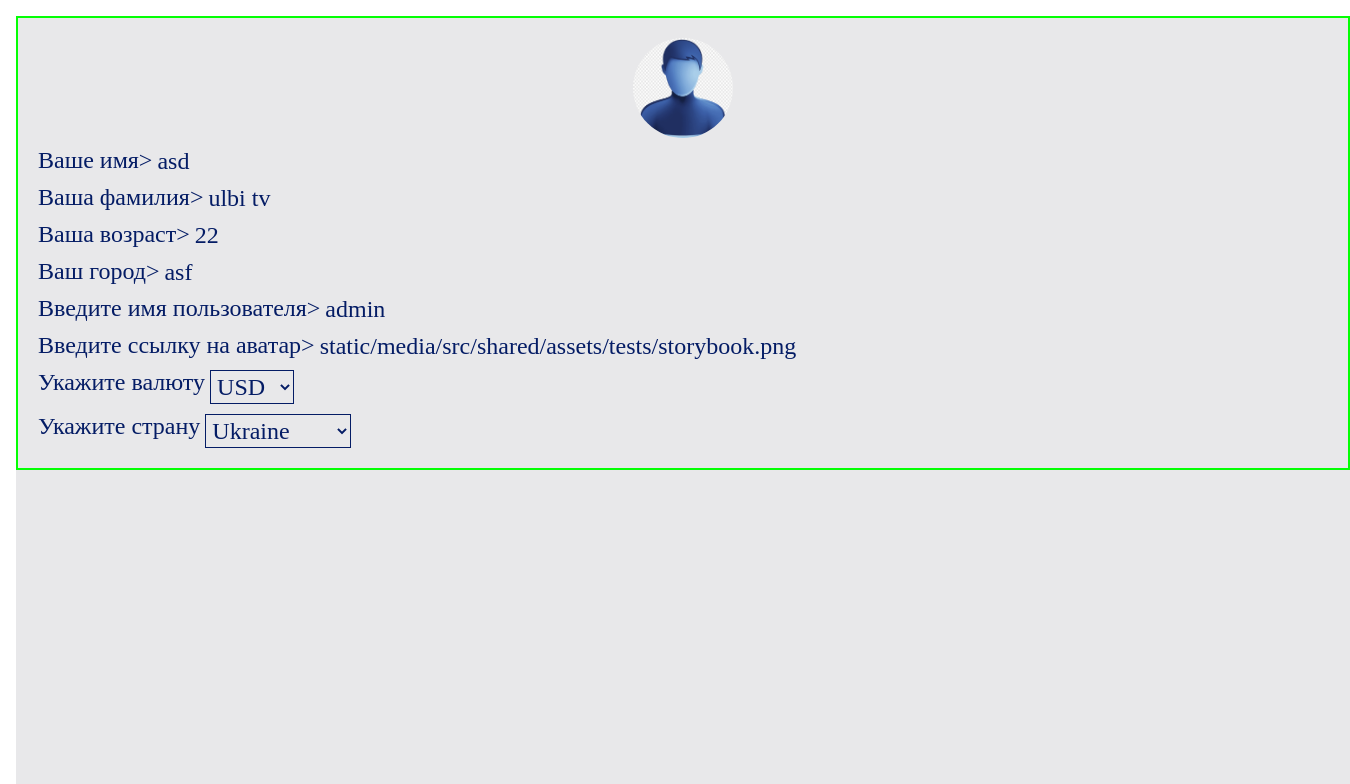 Ваше имя> asd
Ваша фамилия> ulbi tv
Ваша возраст> 22
Ваш город> asf
Введите имя пользователя> admin
Введите ссылку на аватар> static/media/src/shared/assets/tests/storybook.png
Укажите валюту USD
Укажите страну Ukraine